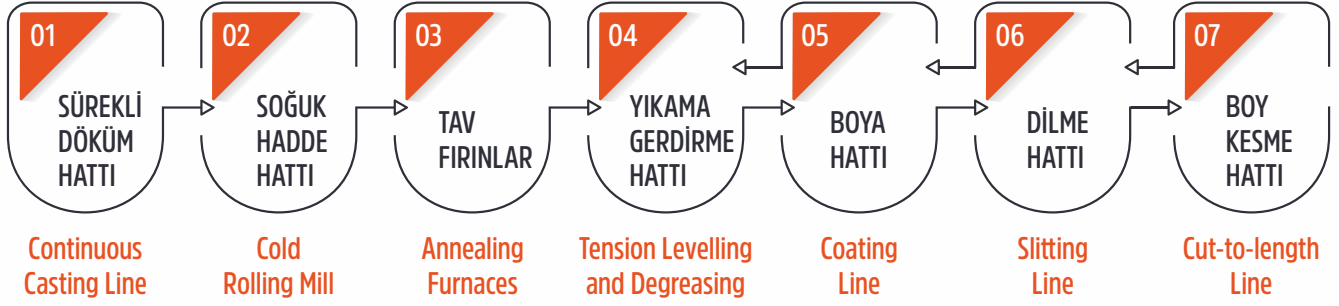 01
SÜREKLİ
DÖKÜM
HATTI
Continuous
Casting Line
02
SOĞUK
HADDE
HATTI
Cold
Rolling Mill
03
TAV
FIRINLAR
Annealing
Furnaces
04
YIKAMA
GERDİRME
HATTI
Tension Levelling
and Degreasing
05
BOYA
HATTI
Coating
Line
06
DİLME
HATTI
Slitting
Line
07
BOY
KESME
HATTI
Cut-to-length
Line